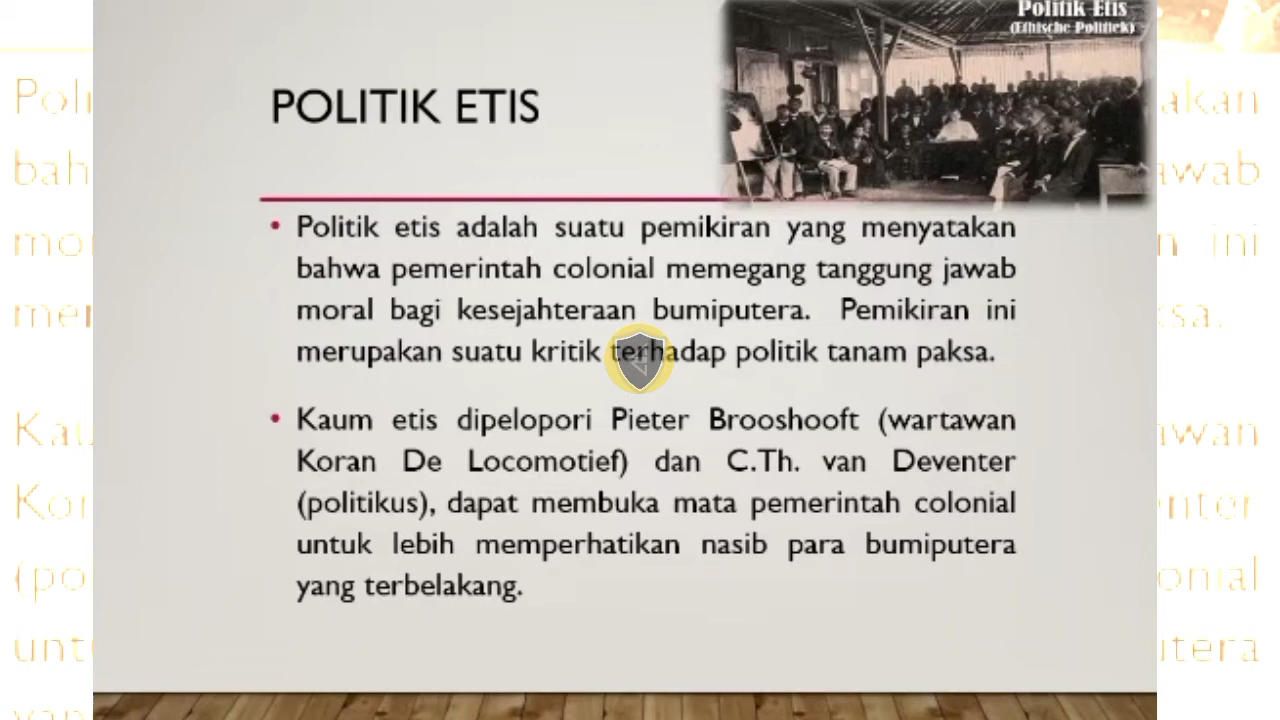 Politik Etis
(Ethische Politiek)
POLITIK ETIS
• Politik etis adalah suatu pemikiran yang menyatakan
bahwa pemerintah colonial memegang tanggung jawab
moral bagi kesejahteraan bumiputera. Pemikiran ini
merupakan suatu kritik terhadap politik tanam paksa.
• Kaum etis dipelopori Pieter Brooshooft (wartawan
Koran De Locomotief) dan C.Th. van Deventer
(politikus), dapat membuka mata pemerintah colonial
untuk lebih memperhatikan nasib para bumiputera
yang terbelakang.